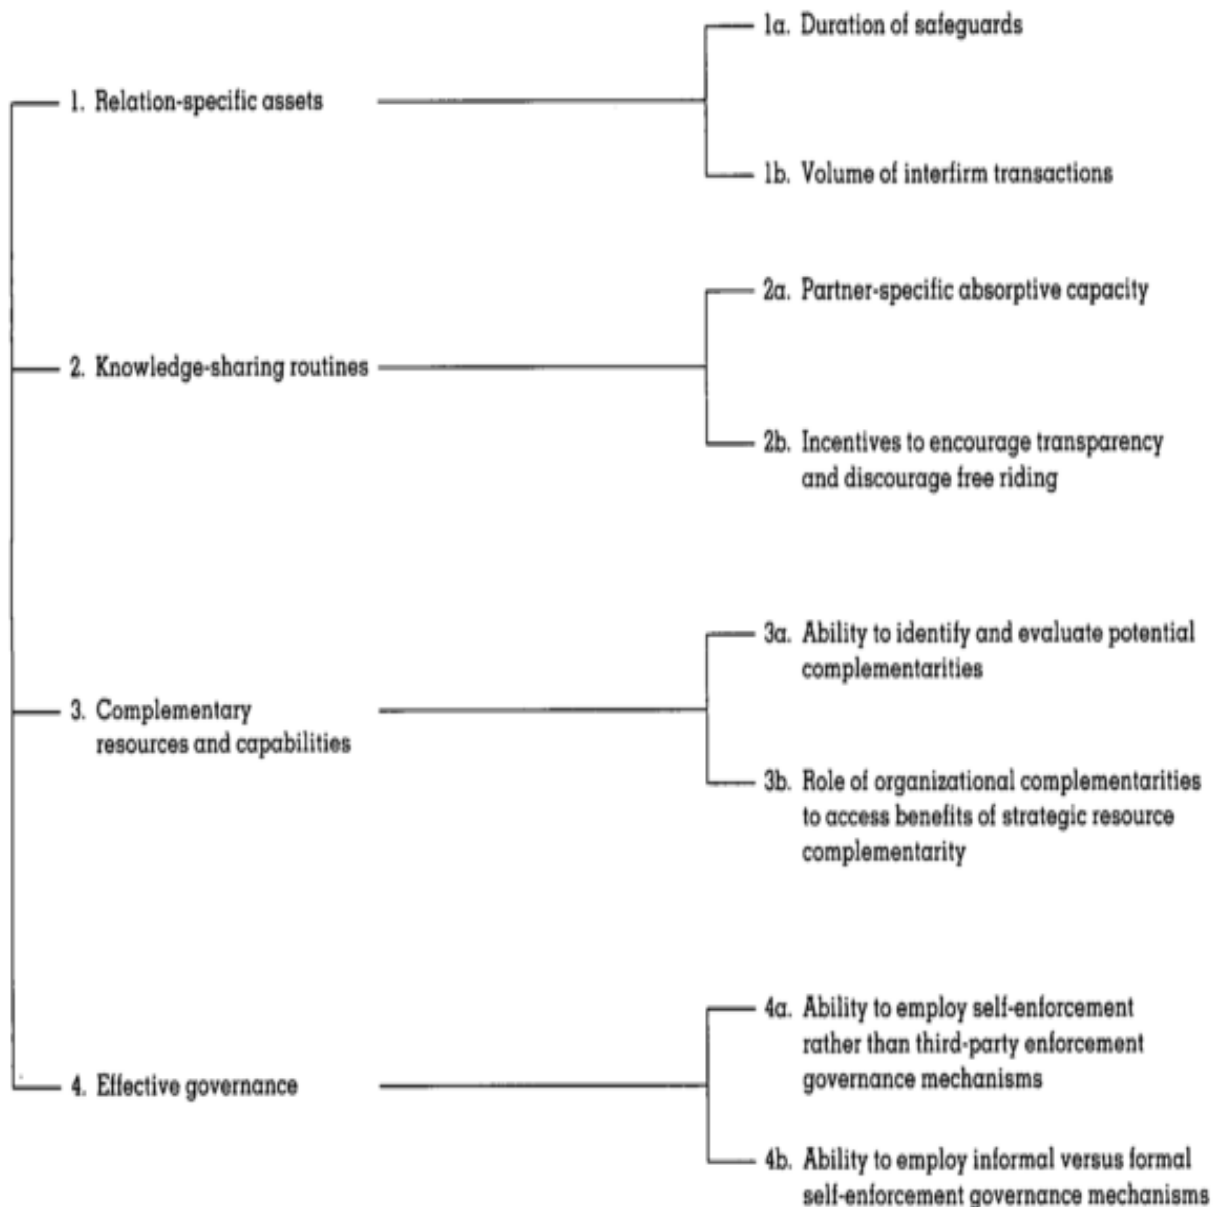 1a. Duration of safeguards
1. Relation-specific assets
1b. Volume of interfirm transactions
2a. Partner-specific absorptive capacity
2. Knowledge-sharing routines
2b. Incentives to encourage transparency
and discourage free riding
3a. Ability to identify and evaluate potential
complementarities
3. Complementary
resources and capabilities
3b. Role of organizational complementarities
to access benefits of strategic resource
complementarity
4a. Ability to employ self-enforcement
rather than third-party enforcement
governance mechanisms
4. Effective governance
4b. Ability to employ informal versus formal
self-enforcement governance mechanisms